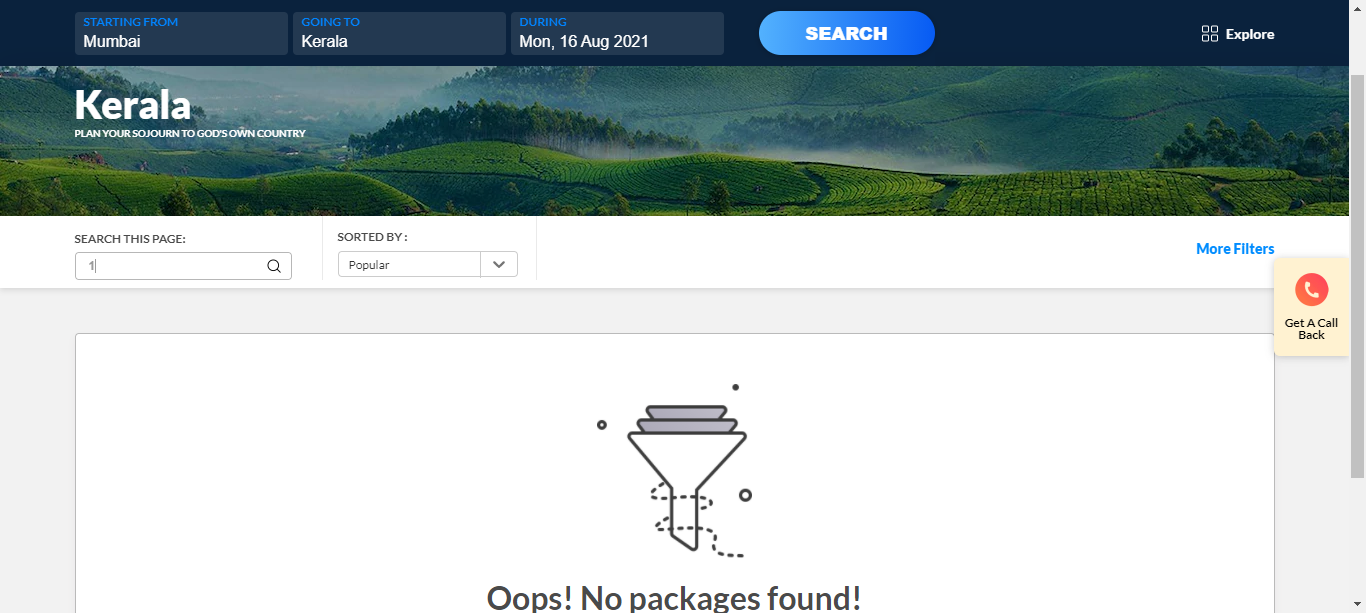 STARTING FROM
Mumbai
GOING TO
Kerala
DURING
Mon, 16 Aug 2021
SEARCH
Explore
Kerala
PLAN YOUR SOJOURN TO GOD'S OWN COUNTRY
SEARCH THIS PAGE:
1
SORTED BY :
Popular
More Filters
Get A Call
Back
Oops! No packages found!